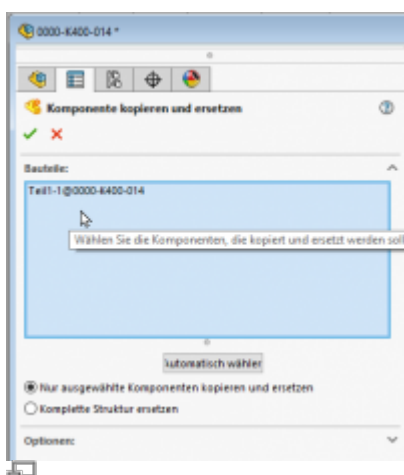 0000-K400-014 *
Komponente kopieren und ersetzen
Bauteile:
Teil1-1@0000-K400-014
Wählen Sie die Komponenten, die kopiert und ersetzt werden soll
utomatisch wähler
Nur ausgewählte Komponenten kopieren und ersetzen
Komplette Struktur ersetzen
Optionen: